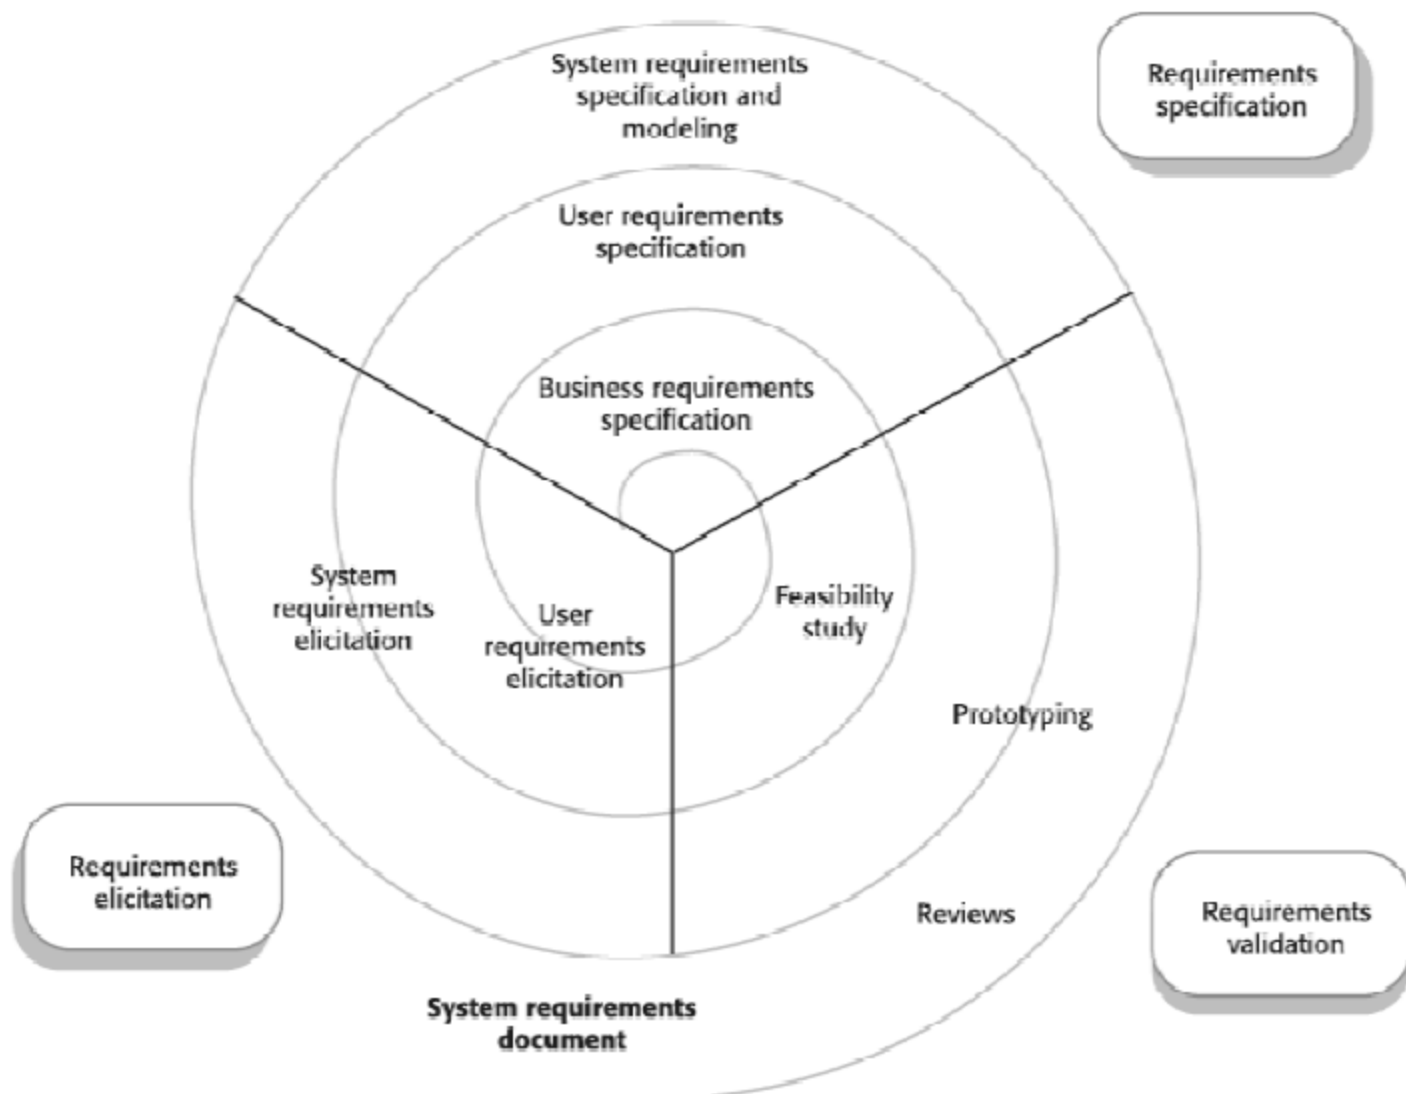 System requirements
specification and
modeling
Requirements
specification
User requirements
specification
Business requirements
specification
System
requirements
elicitation
User
requirements
elicitation
Feasibility
study
Prototyping
Requirements
elicitation
Reviews
Requirements
validation
System requirements
document